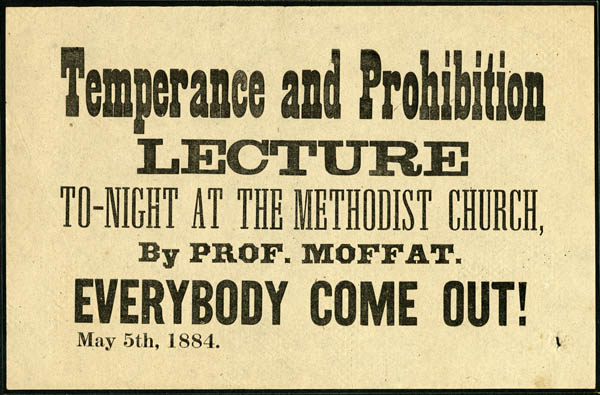 Temperance and Prohibition
LECTURE
TO-NIGHT AT THE METHODIST CHURCH,
By PROF. MOFFAT.
EVERYBODY COME OUT!
May 5th, 1884.